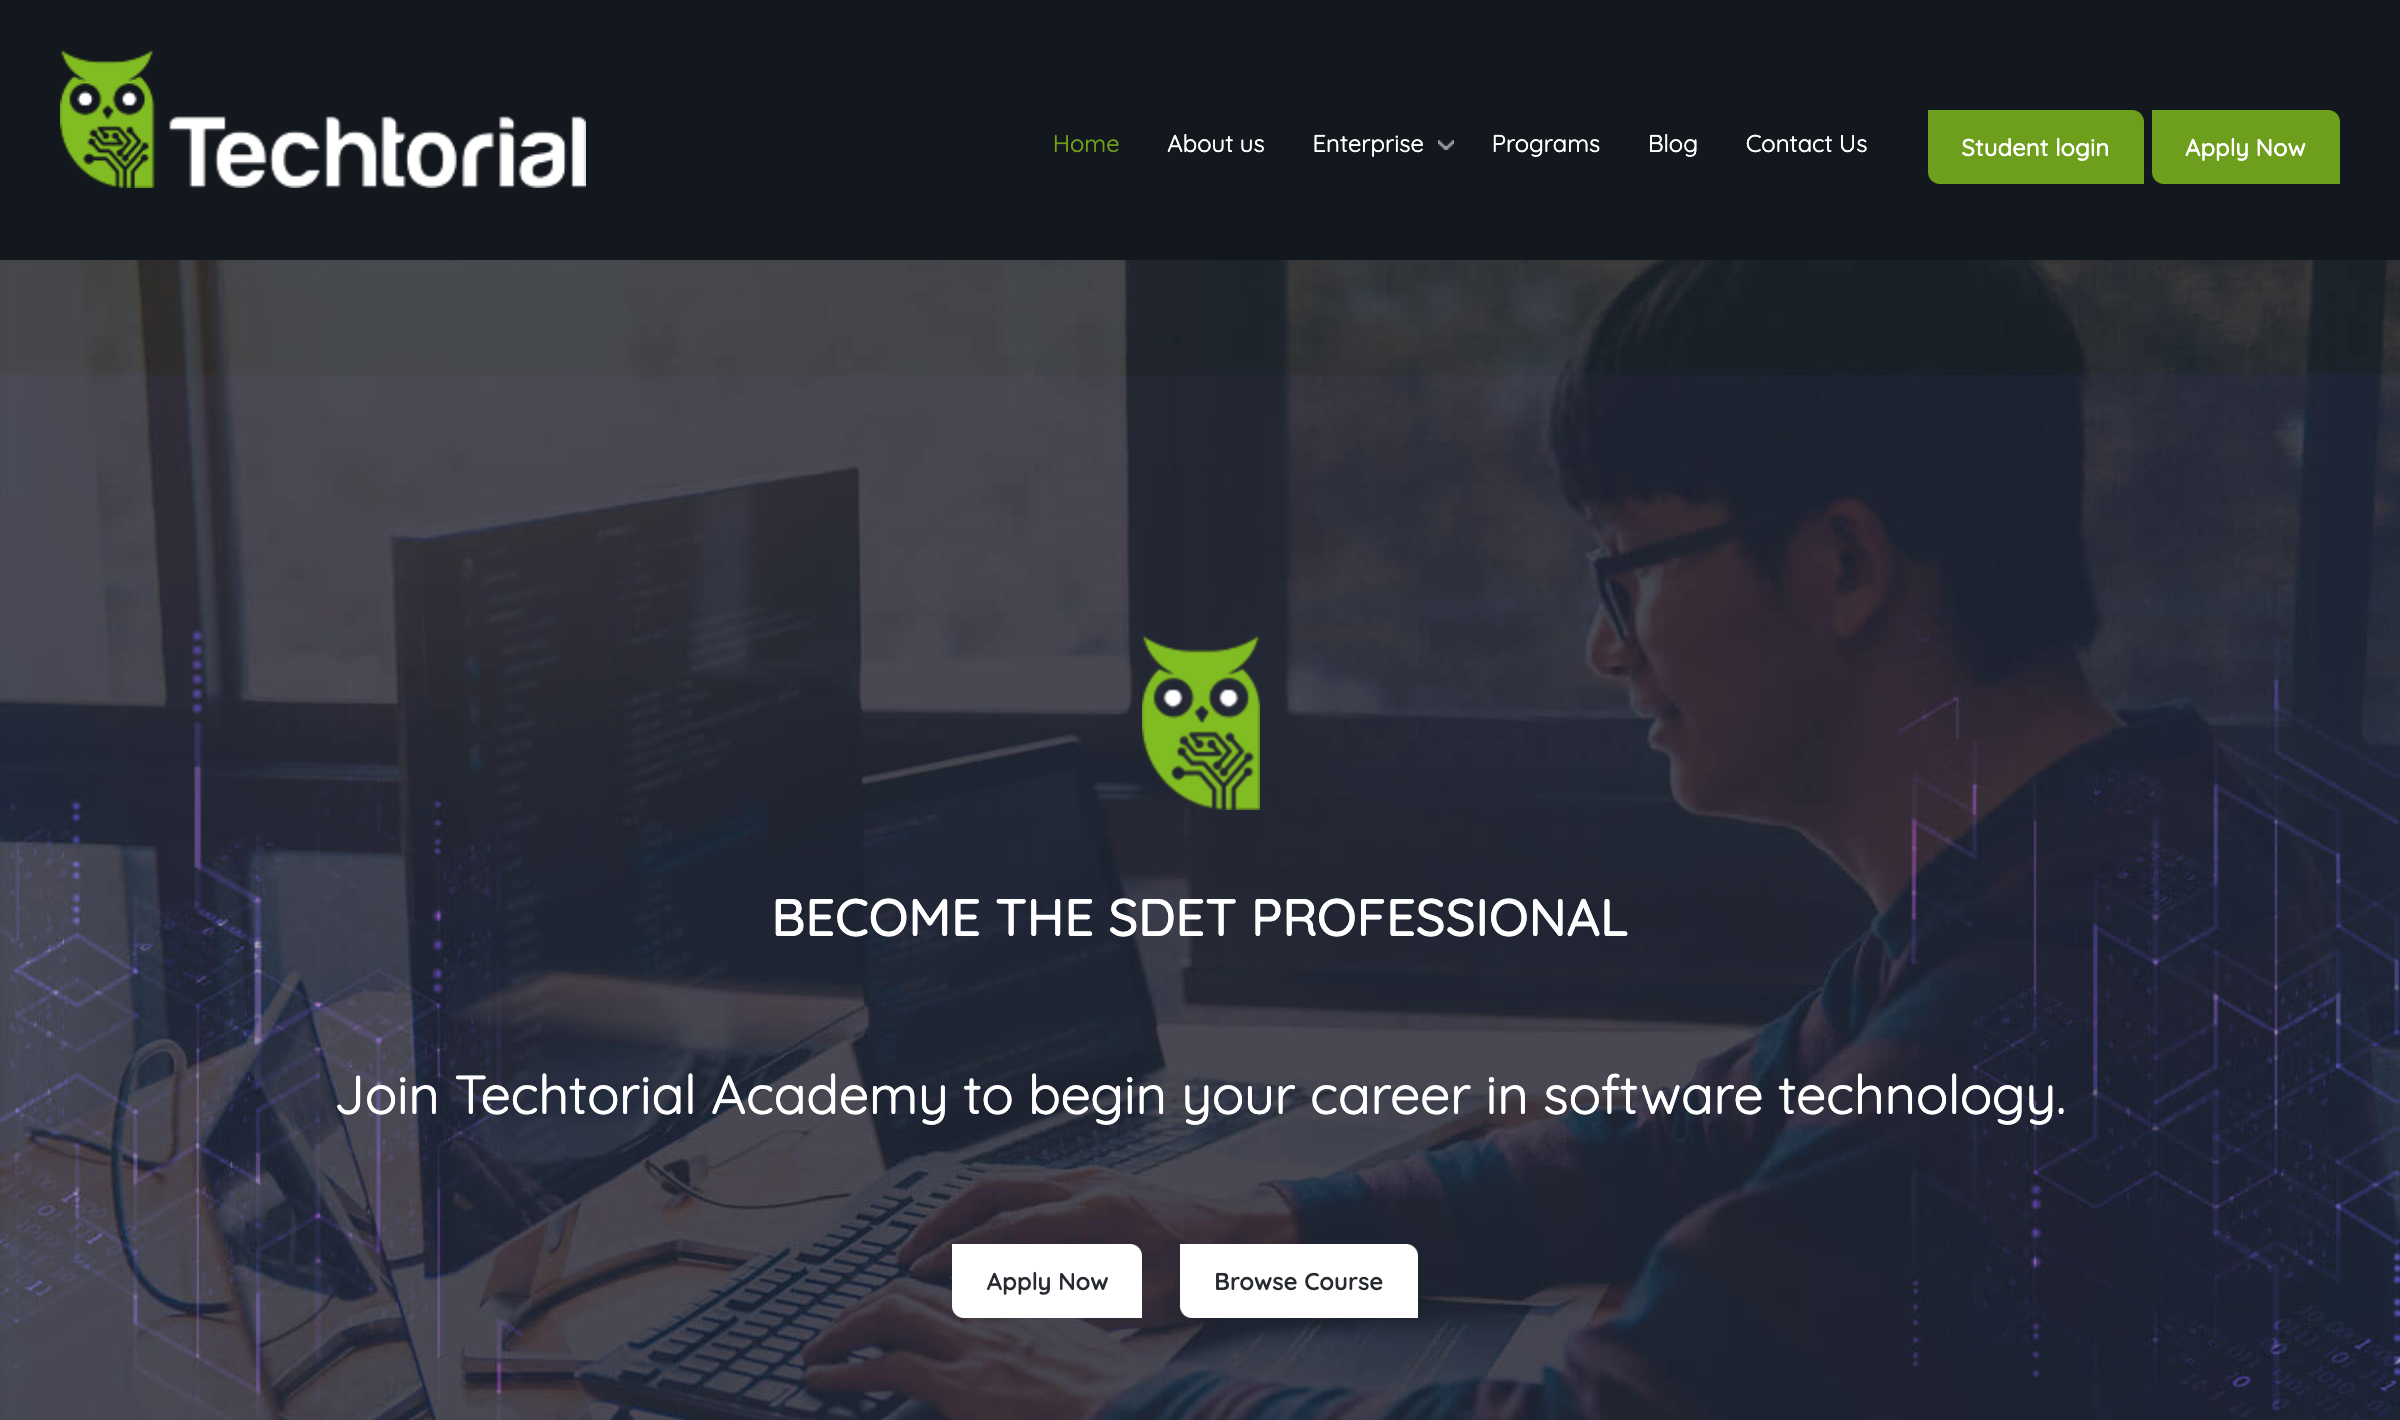 Techtorial
Home About us Enterprise Programs Blog Contact Us Student login Apply Now
BECOME THE SDET PROFESSIONAL
Join Techtorial Academy to begin your career in software technology.
Apply Now Browse Course